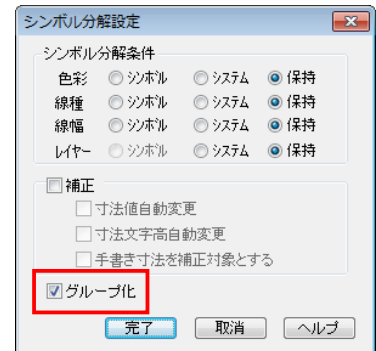 シンボル分解設定
シンボル分解条件
色彩 シンボル システム 保持
線種 シンボル システム 保持
線幅 シンボル システム 保持
レイヤー シンボル システム 保持
補正
寸法値自動変更
寸法文字高自動変更
手書き寸法を補正対象とする
グループ化
完了 取消 ヘルプ